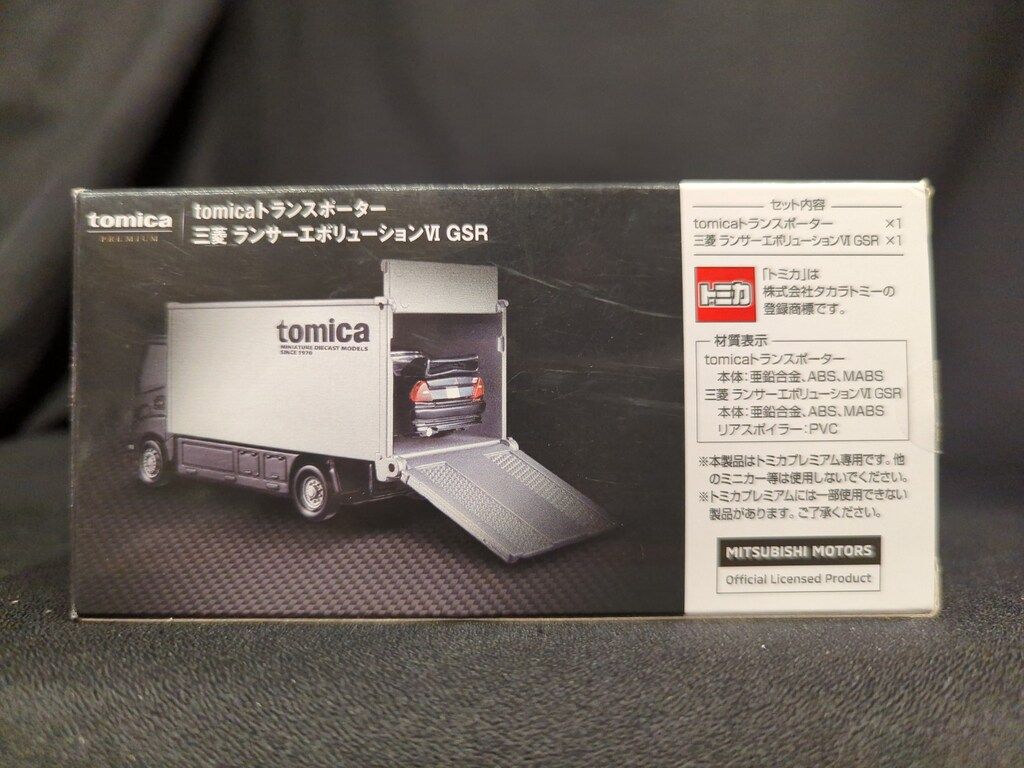 tomica
PREMIUM
tomicaトランスポーター
三菱 ランサーエボリューションⅥ GSR
tomica
MINIATURE DIECAST MODELS
SINCE 1970
セット内容
tomicaトランスポーター ×1
三菱 ランサーエボリューションⅥ GSR ×1
トミカ
「トミカ」は
株式会社タカラトミーの
登録商標です。
材質表示
tomicaトランスポーター
本体:亜鉛合金、ABS、MABS
三菱 ランサーエボリューションⅥ GSR
本体:亜鉛合金、ABS、MABS
リアスポイラー:PVC
※本製品はトミカプレミアム専用です。他
のミニカー等は使用しないでください。
※トミカプレミアムには一部使用できない
製品があります。ご了承ください。
MITSUBISHI MOTORS
Official Licensed Product